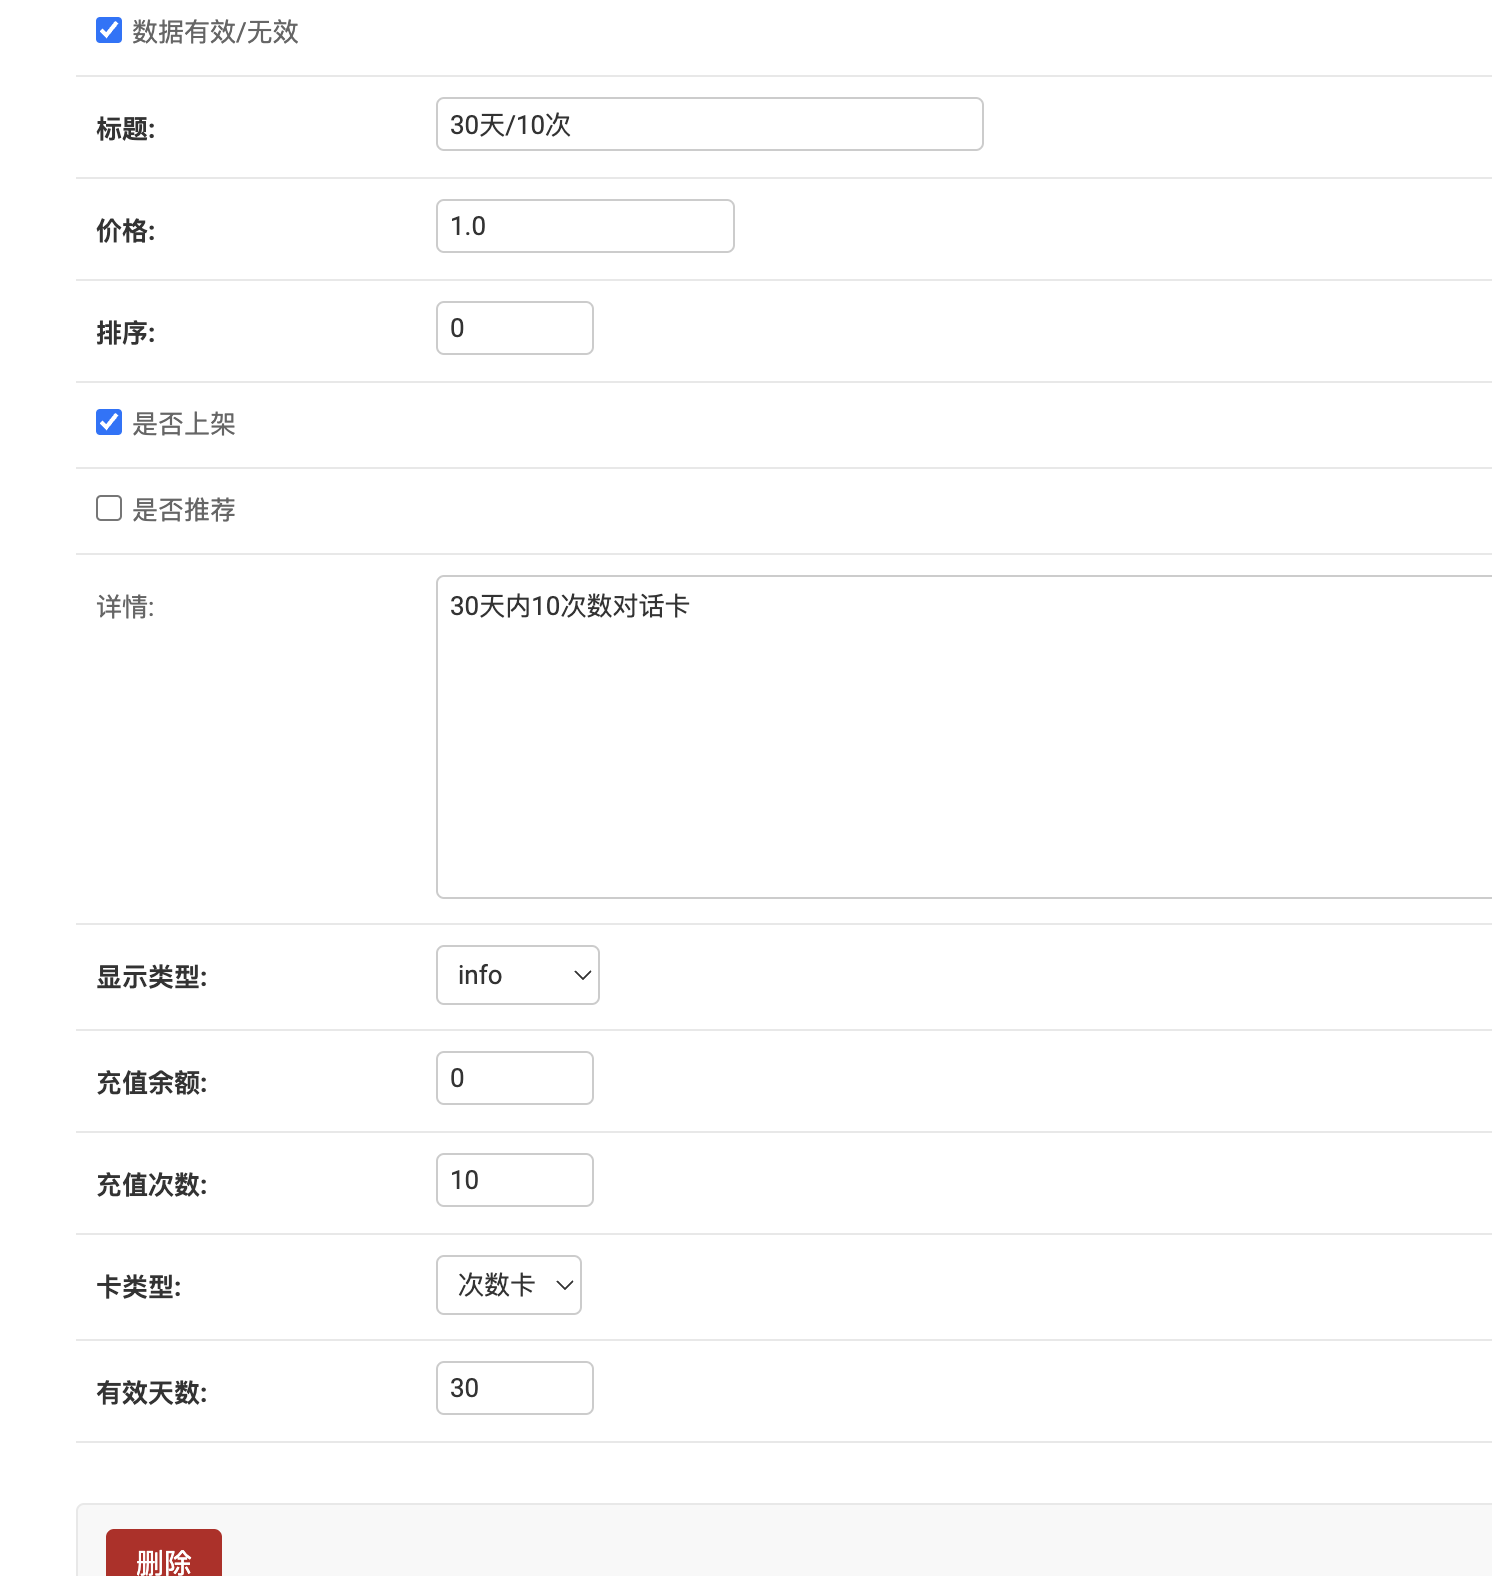 数据有效/无效
标题:
30天/10次
价格:
1.0
排序:
0
是否上架
是否推荐
详情:
30天内10次数对话卡
显示类型:
info
充值余额:
0
充值次数:
10
卡类型:
次数卡
有效天数:
30
删除